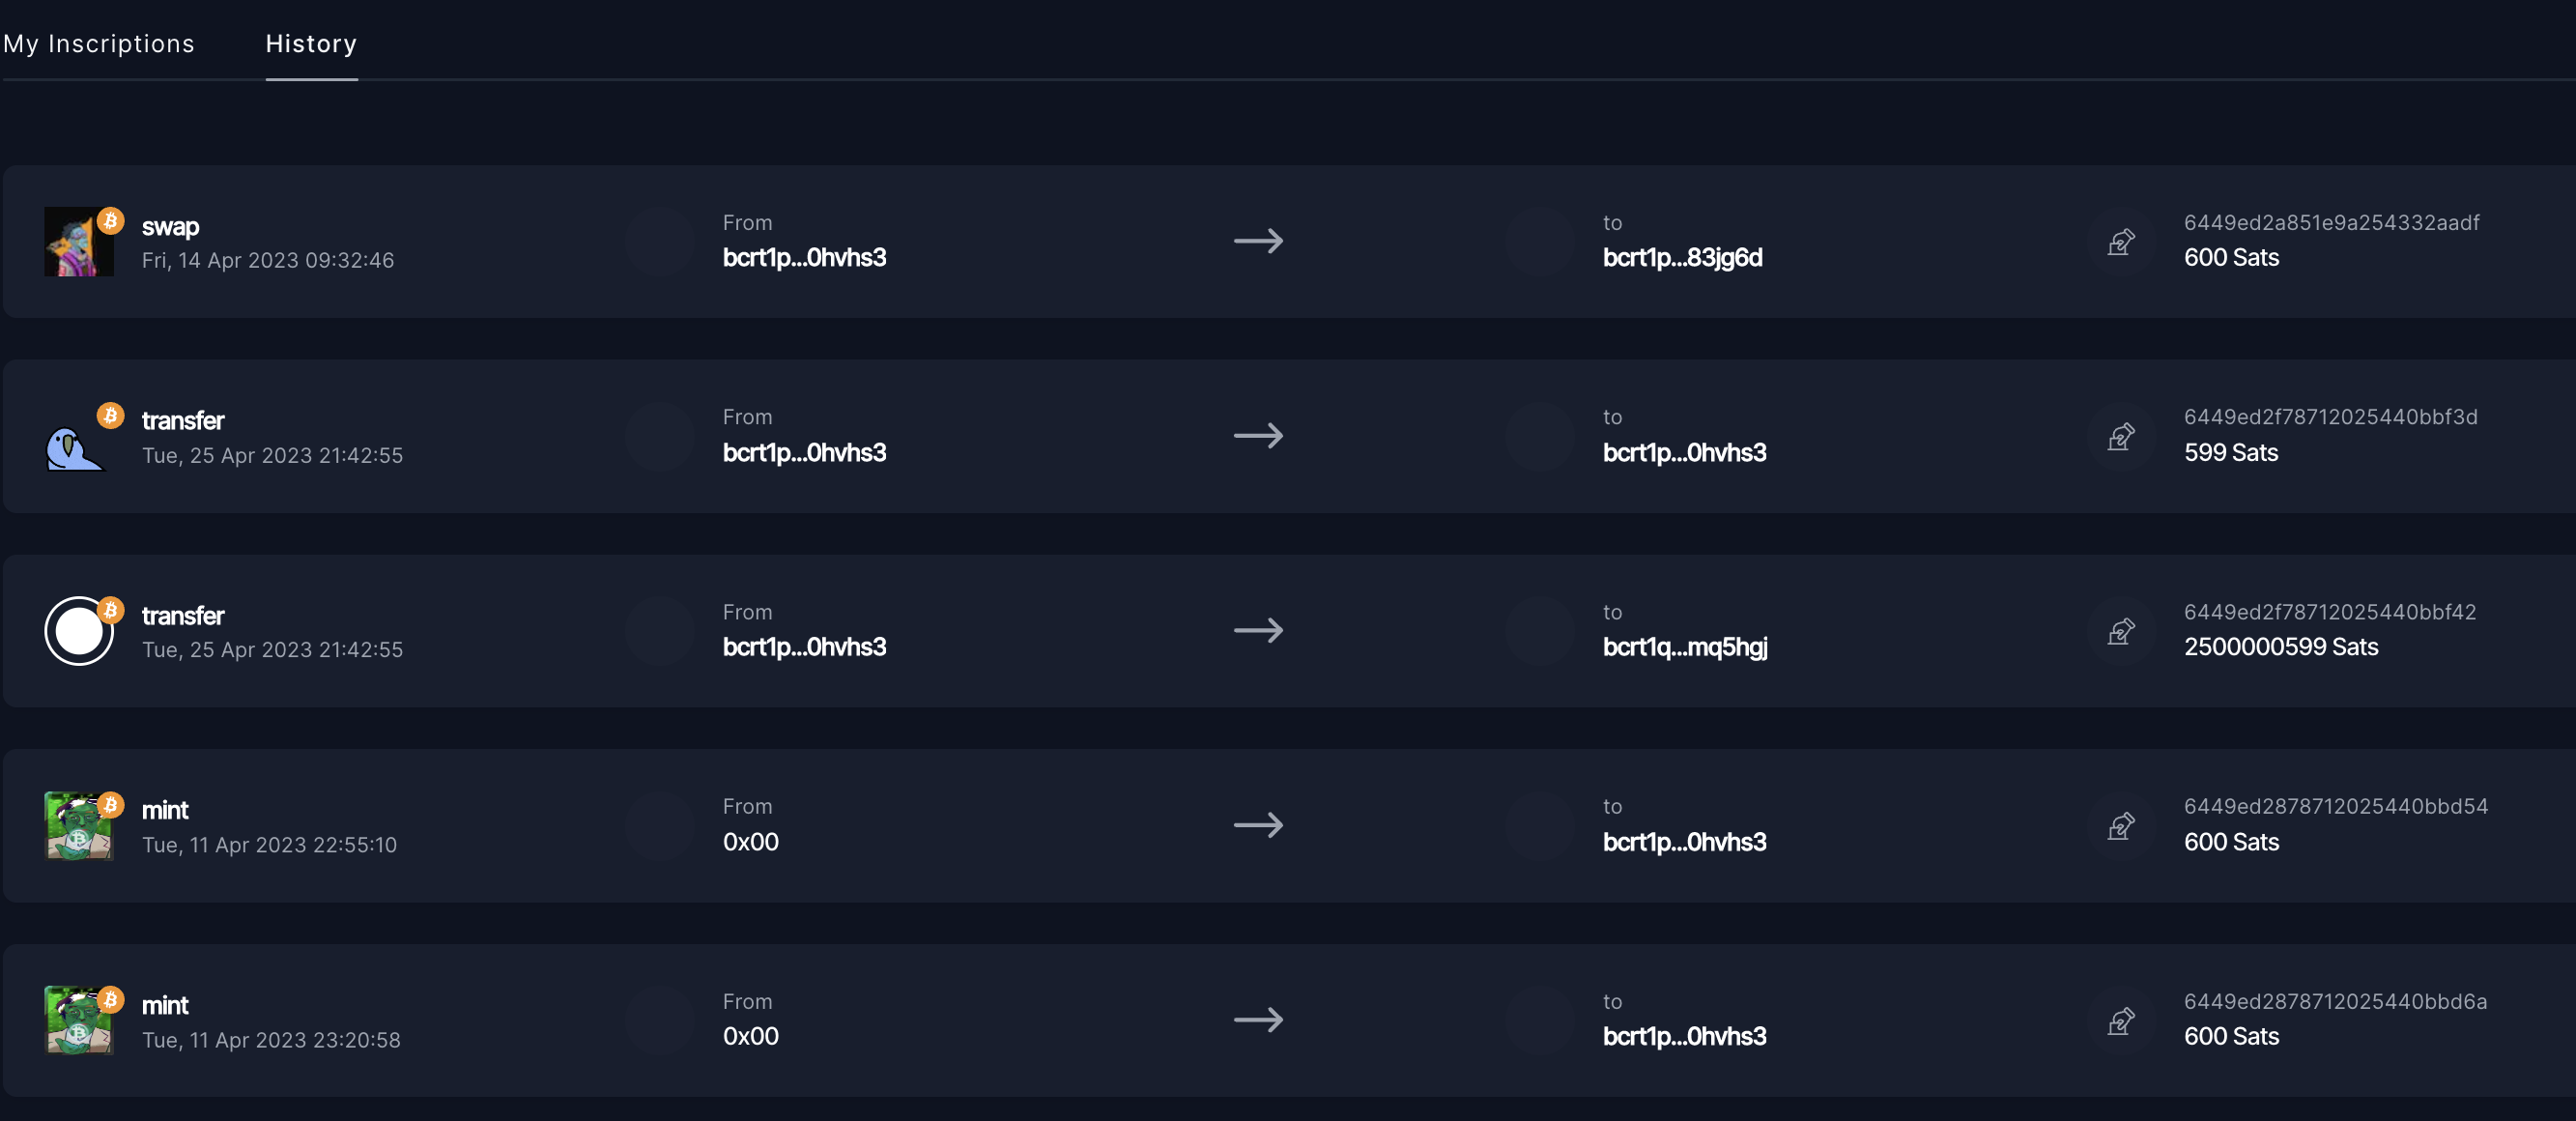 My Inscriptions History
swap
Fri, 14 Apr 2023 09:32:46
From
bcrt1p...0hvhs3
to
bcrt1p...83jg6d
6449ed2a851e9a254332aadf
600 Sats
transfer
Tue, 25 Apr 2023 21:42:55
From
bcrt1p...0hvhs3
to
bcrt1p...0hvhs3
6449ed2f78712025440bbf3d
599 Sats
transfer
Tue, 25 Apr 2023 21:42:55
From
bcrt1p...0hvhs3
to
bcrt1q...mq5hgj
6449ed2f78712025440bbf42
2500000599 Sats
mint
Tue, 11 Apr 2023 22:55:10
From
0x00
to
bcrt1p...0hvhs3
6449ed2878712025440bbd54
600 Sats
mint
Tue, 11 Apr 2023 23:20:58
From
0x00
to
bcrt1p...0hvhs3
6449ed2878712025440bbd6a
600 Sats